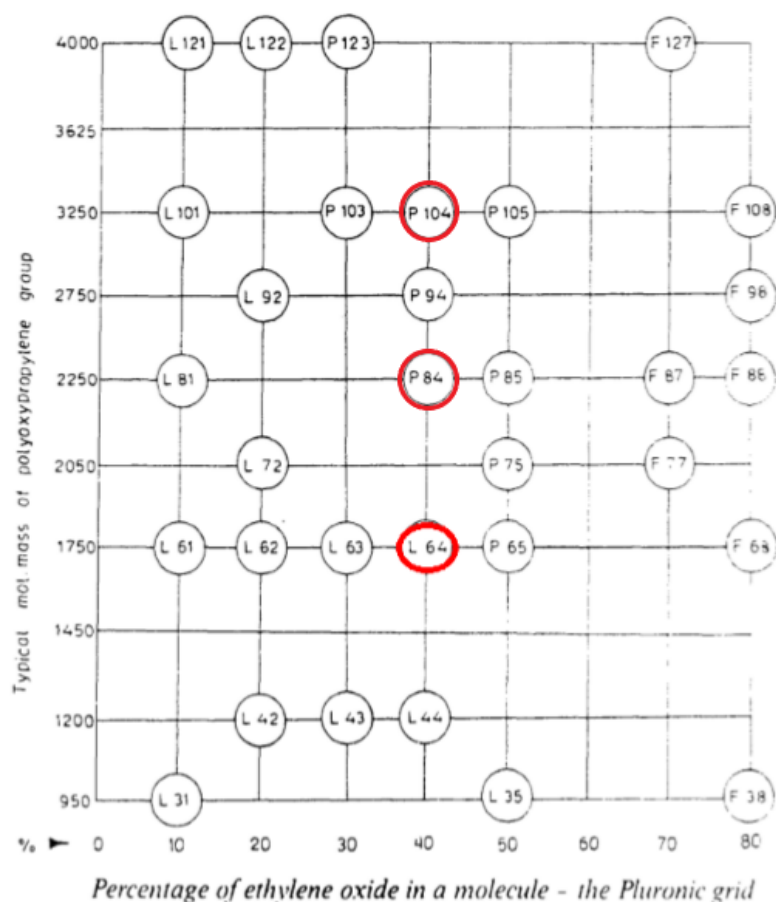 4000 L 121 L 122 P 123 F 127
3625
3250 L 101 P 103 P 104 P 105 F 108
2750 L 92 P 94 F 98
2250 L 81 P 84 P 85 F 87 F 88
2050 L 72 P 75 F 77
1750 L 61 L 62 L 63 L 64 P 65 F 68
1450
1200 L 42 L 43 L 44
950 L 31 L 35 F 38
Typical mol. mass of polyoxypropylene group
% 0 10 20 30 40 50 60 70 80
Percentage of ethylene oxide in a molecule - the Pluronic grid